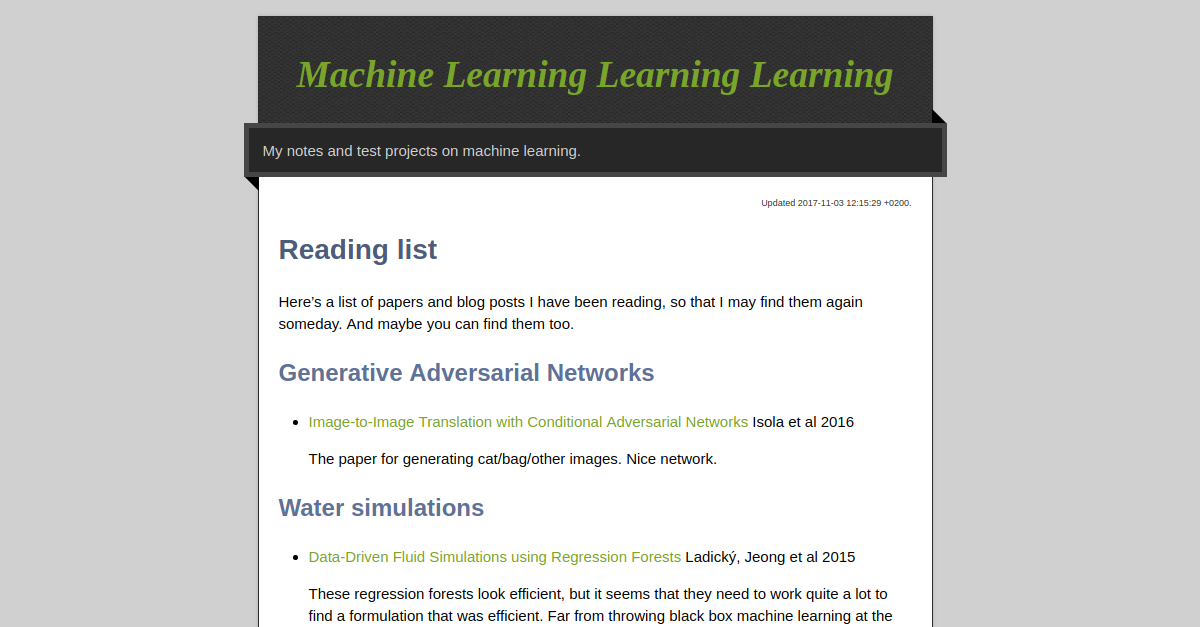 Machine Learning Learning Learning
My notes and test projects on machine learning.
Updated 2017-11-03 12:15:29 +0200.
Reading list
Here’s a list of papers and blog posts I have been reading, so that I may find them again
someday. And maybe you can find them too.
Generative Adversarial Networks
Image-to-Image Translation with Conditional Adversarial Networks Isola et al 2016
The paper for generating cat/bag/other images. Nice network.
Water simulations
Data-Driven Fluid Simulations using Regression Forests Ladický, Jeong et al 2015
These regression forests look efficient, but it seems that they need to work quite a lot to
find a formulation that was efficient. Far from throwing black box machine learning at the